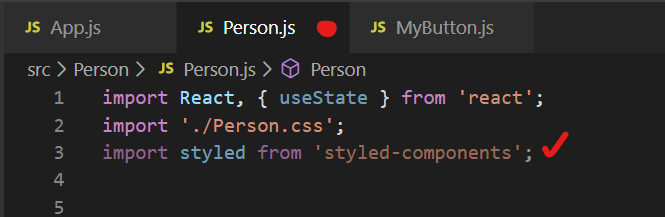 JS App.js JS Person.js JS MyButton.js
src > Person > JS Person.js > Person
1 import React, { useState } from 'react';
2 import './Person.css';
3 import styled from 'styled-components';
4
5